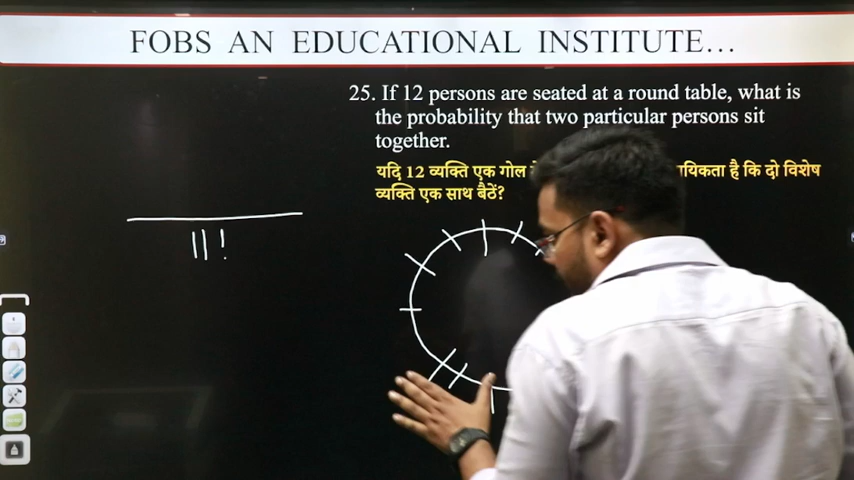 FOBS AN EDUCATIONAL INSTITUTE...
25. If 12 persons are seated at a round table, what is
the probability that two particular persons sit
together.
यदि 12 व्यक्ति एक गोल है कि दो विशेष
व्यक्ति एक साथ बैठें?
11!